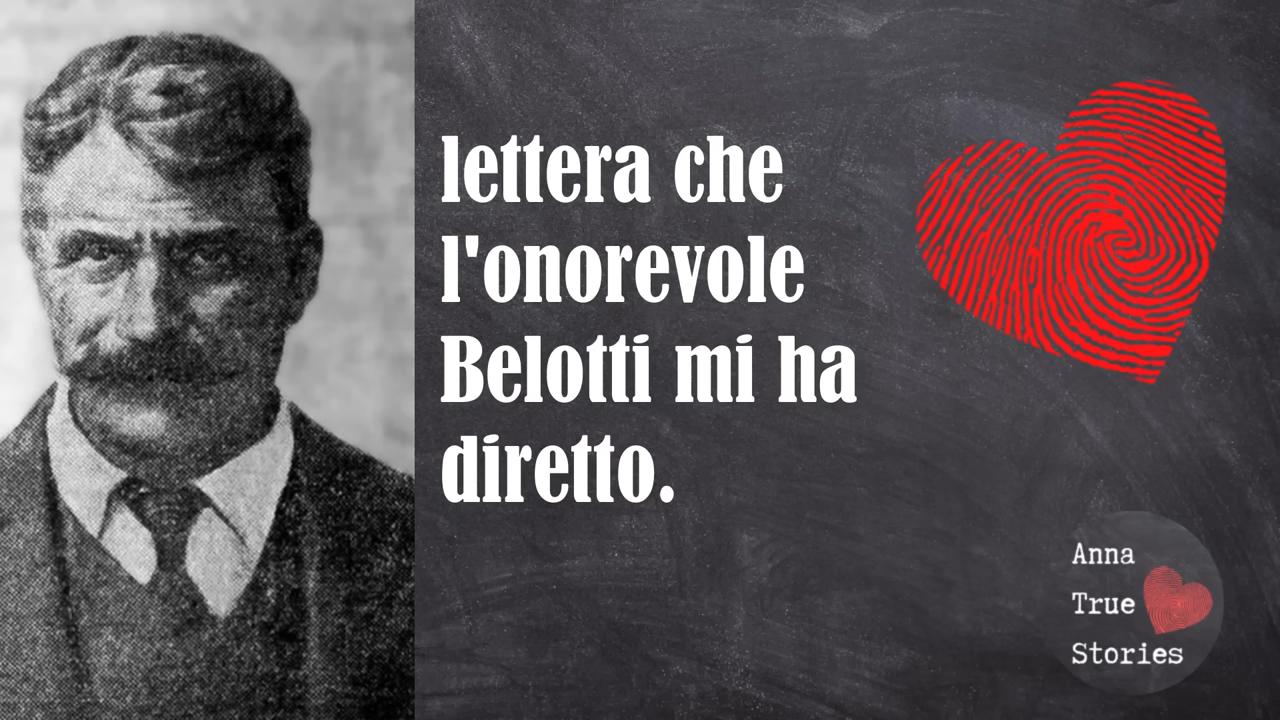 lettera che
l'onorevole
Belotti mi ha
diretto.
Anna
True
Stories